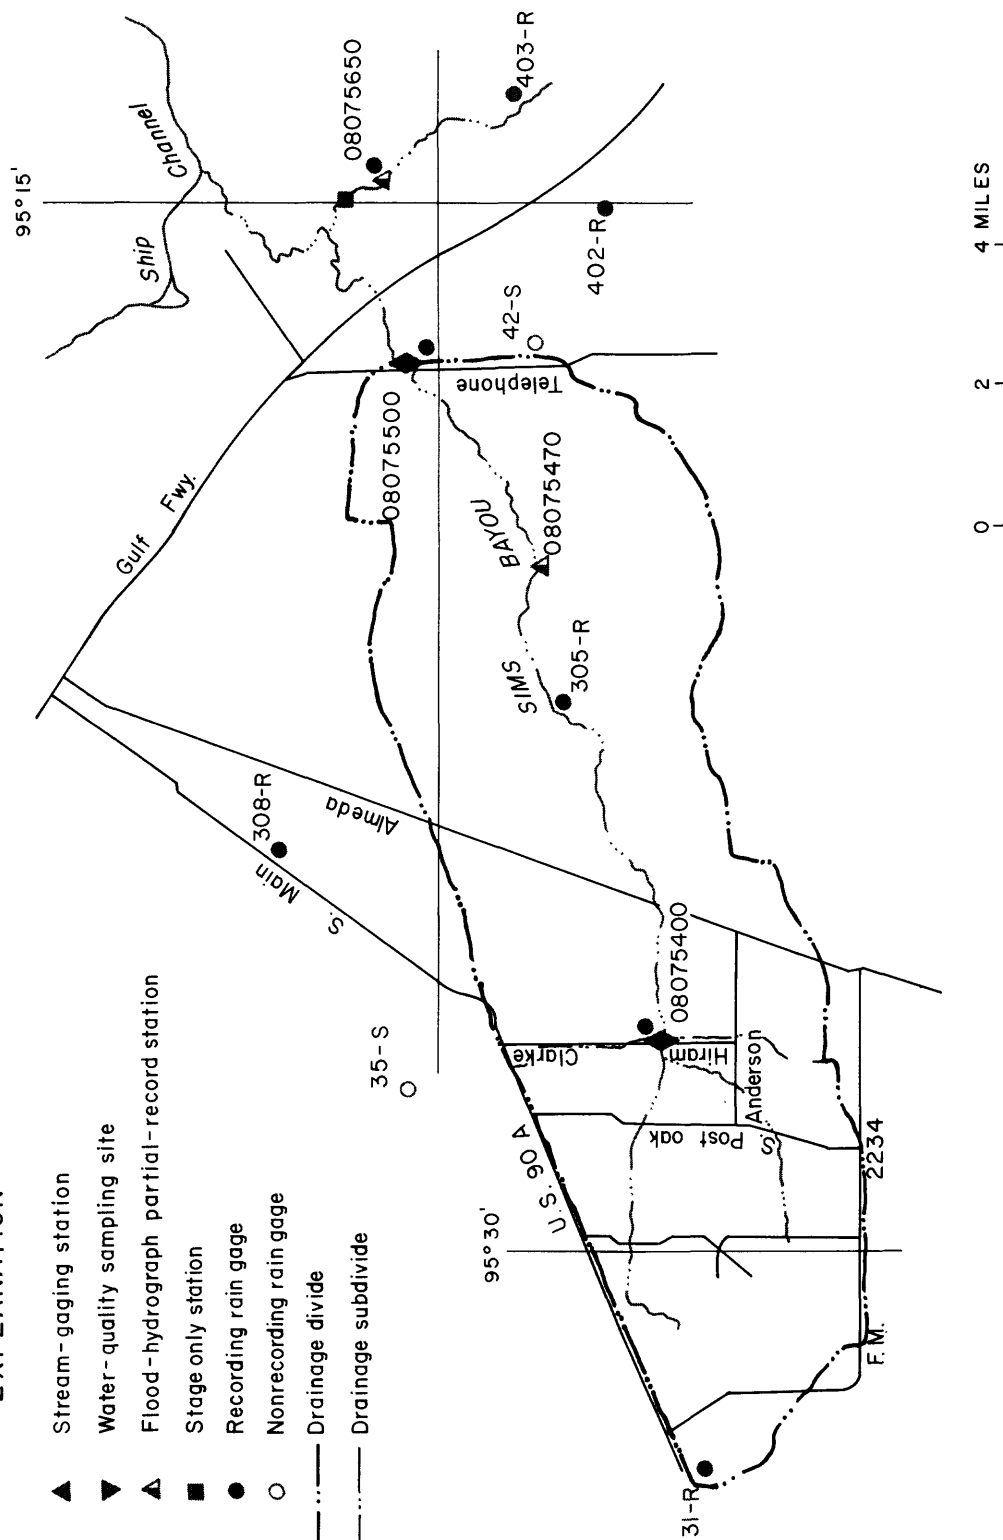 EXPLANATION
Stream-gaging station
Water-quality sampling site
Flood-hydrograph partial-record station
Stage only station
Recording rain gage
Nonrecording rain gage
Drainage divide
Drainage subdivide
95°15'
95°30'
Ship
Channel
08075650
403-R
402-R
42-S
Telephone
08075500
Gulf Fwy.
BAYOU
08075470
SIMS
305-R
Almeda
308-R
S. Main
35-S
08075400
Hiram Clarke
Anderson
S. Post oak
U.S. 90 A
F.M. 2234
31-R
0 2 4 MILES